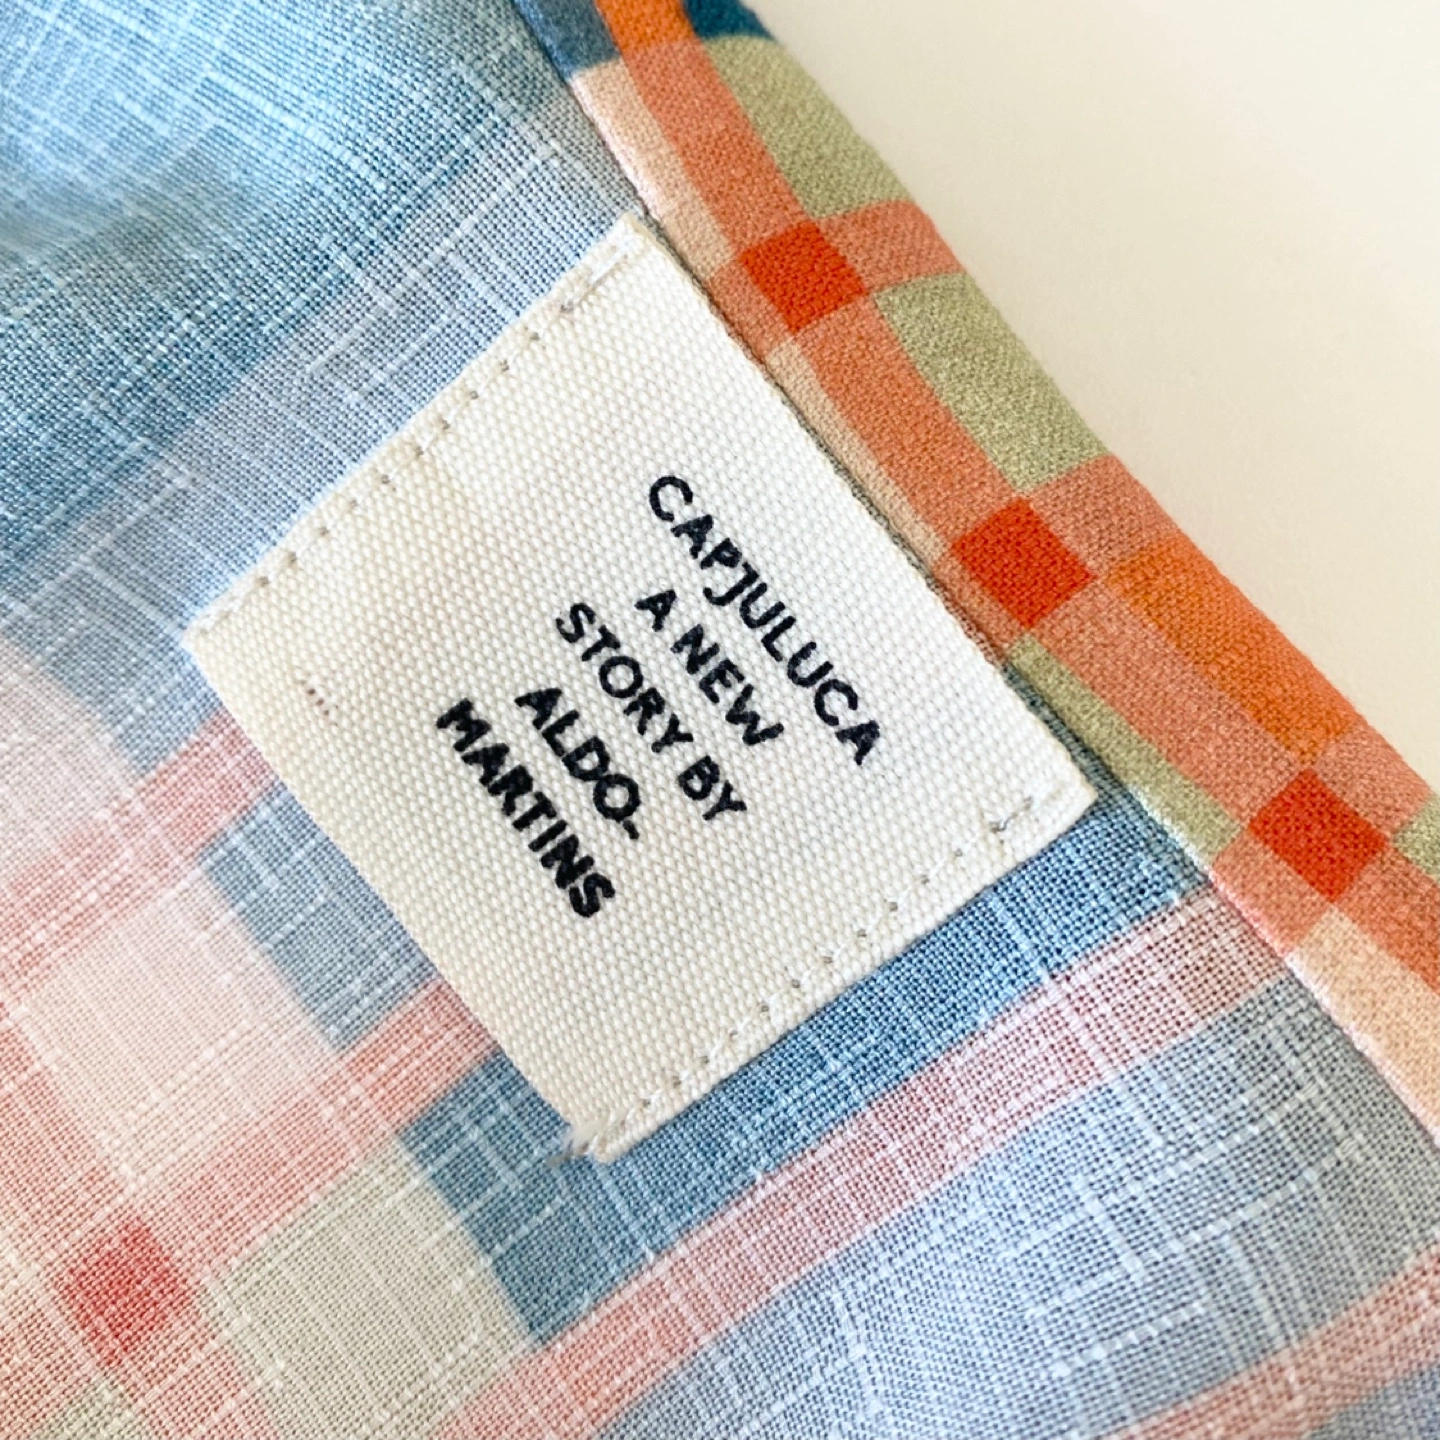 CAPJULUCA
A NEW
STORY BY
ALDO-
MARTINS